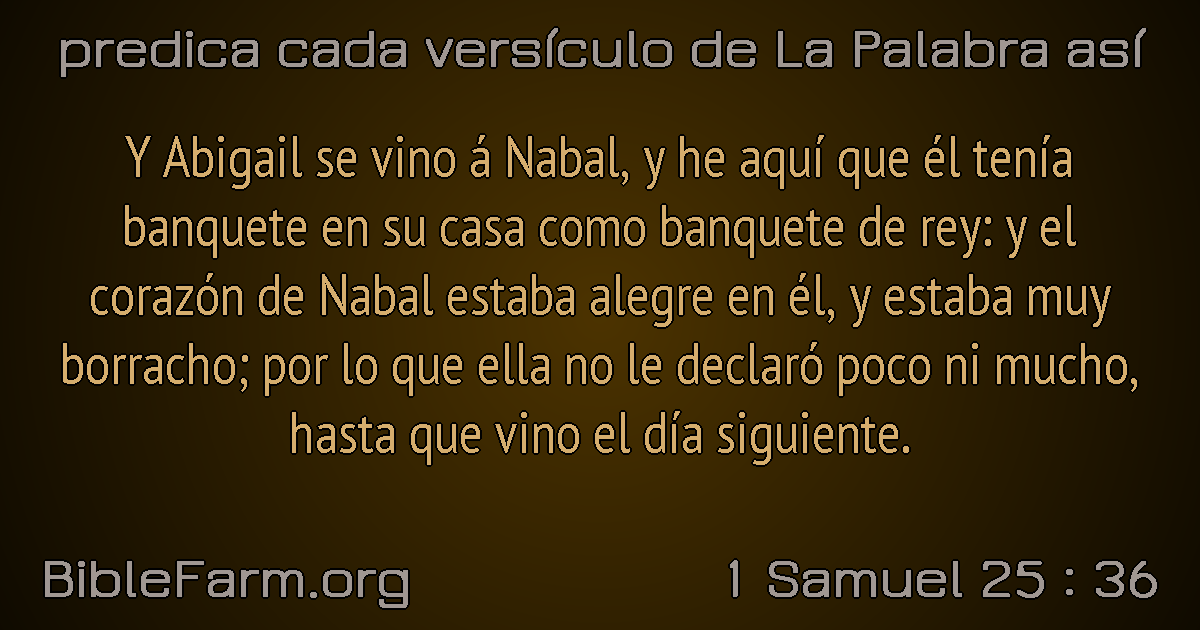 predica cada versículo de La Palabra así
Y Abigail se vino á Nabal, y he aquí que él tenía
banquete en su casa como banquete de rey: y el
corazón de Nabal estaba alegre en él, y estaba muy
borracho; por lo que ella no le declaró poco ni mucho,
hasta que vino el día siguiente.
BibleFarm.org
1 Samuel 25 : 36